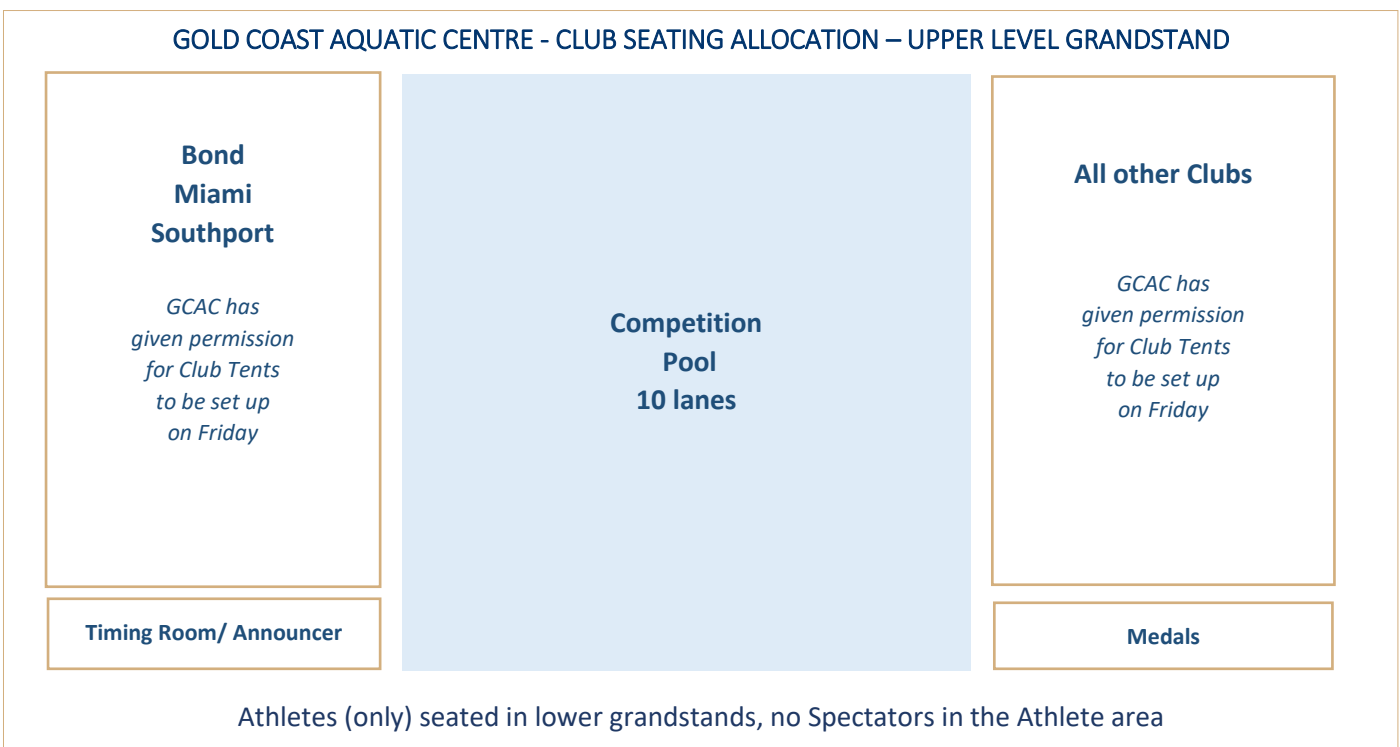 GOLD COAST AQUATIC CENTRE - CLUB SEATING ALLOCATION – UPPER LEVEL GRANDSTAND
Bond
Miami
Southport
GCAC has
given permission
for Club Tents
to be set up
on Friday
Timing Room/ Announcer
Competition
Pool
10 lanes
All other Clubs
GCAC has
given permission
for Club Tents
to be set up
on Friday
Medals
Athletes (only) seated in lower grandstands, no Spectators in the Athlete area